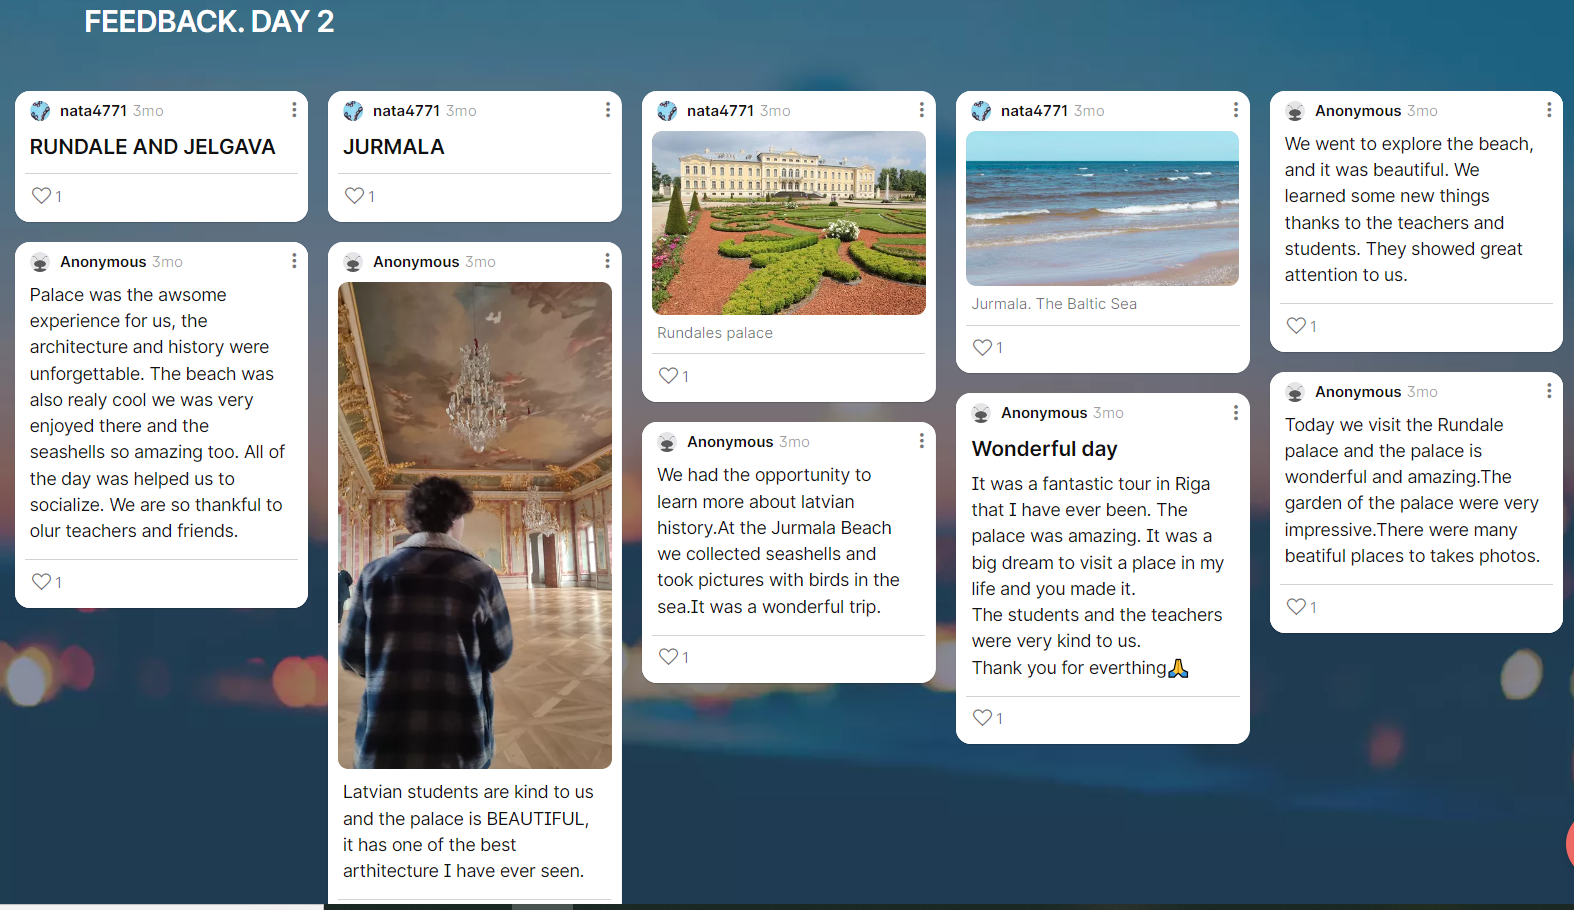 FEEDBACK. DAY 2
nata4771 3mo
RUNDALE AND JELGAVA
1
Anonymous 3mo
Palace was the awsome
experience for us, the
architecture and history were
unforgettable. The beach was
also realy cool we was very
enjoyed there and the
seashells so amazing too. All of
the day was helped us to
socialize. We are so thankful to
olur teachers and friends.
1
nata4771 3mo
JURMALA
1
Anonymous 3mo
Latvian students are kind to us
and the palace is BEAUTIFUL,
it has one of the best
arthitecture I have ever seen.
nata4771 3mo
Rundales palace
1
Anonymous 3mo
We had the opportunity to
learn more about latvian
history.At the Jurmala Beach
we collected seashells and
took pictures with birds in the
sea.It was a wonderful trip.
1
nata4771 3mo
Jurmala. The Baltic Sea
1
Anonymous 3mo
Wonderful day
It was a fantastic tour in Riga
that I have ever been. The
palace was amazing. It was a
big dream to visit a place in my
life and you made it.
The students and the teachers
were very kind to us.
Thank you for everthing🙏
1
Anonymous 3mo
We went to explore the beach,
and it was beautiful. We
learned some new things
thanks to the teachers and
students. They showed great
attention to us.
1
Anonymous 3mo
Today we visit the Rundale
palace and the palace is
wonderful and amazing.The
garden of the palace were very
impressive.There were many
beatiful places to takes photos.
1